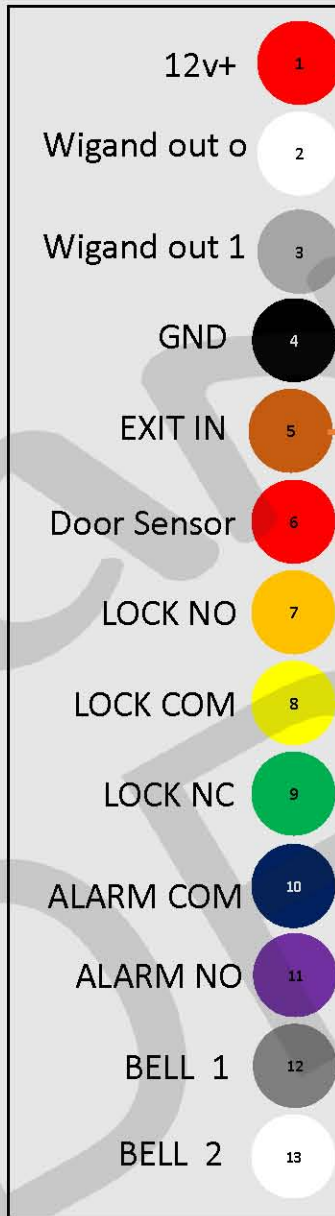 12v+ 1
Wigand out o 2
Wigand out 1 3
GND 4
EXIT IN 5
Door Sensor 6
LOCK NO 7
LOCK COM 8
LOCK NC 9
ALARM COM 10
ALARM NO 11
BELL 1 12
BELL 2 13